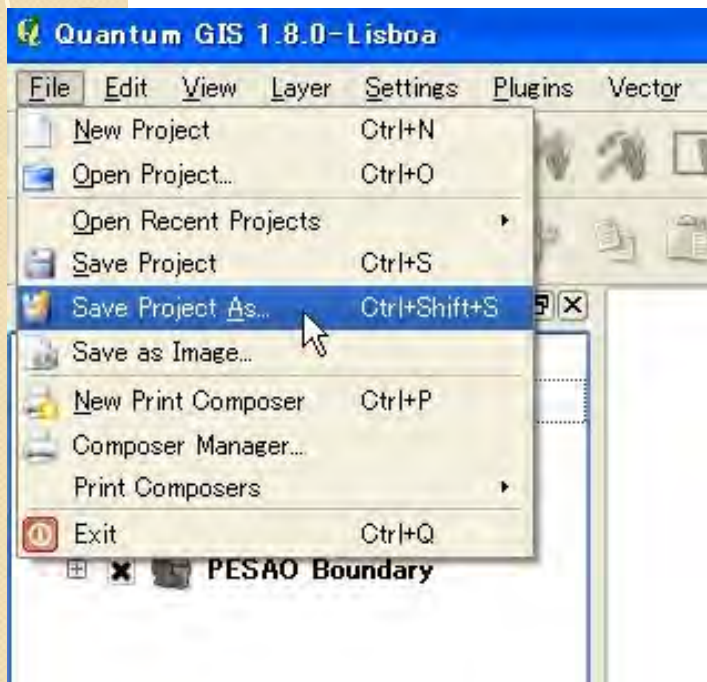 Quantum GIS 1.8.0-Lisboa
File Edit View Layer Settings Plugins Vector
New Project Ctrl+N
Open Project... Ctrl+O
Open Recent Projects
Save Project Ctrl+S
Save Project As... Ctrl+Shift+S
Save as Image...
New Print Composer Ctrl+P
Composer Manager...
Print Composers
Exit Ctrl+Q
PESAO Boundary